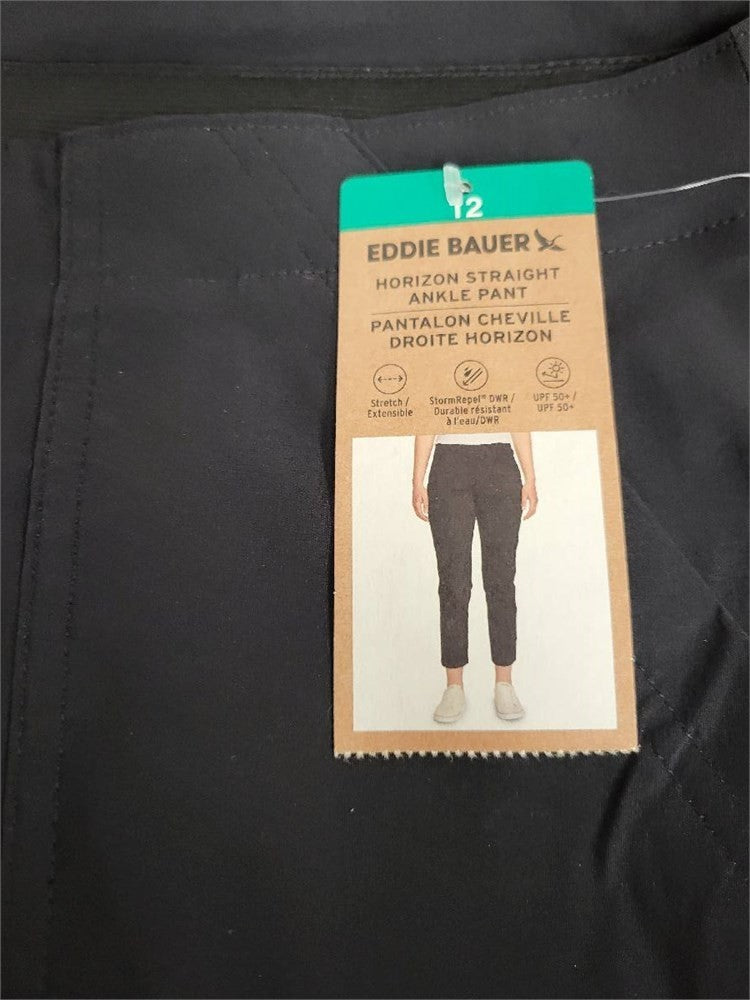 12
EDDIE BAUER
HORIZON STRAIGHT
ANKLE PANT
PANTALON CHEVILLE
DROITE HORIZON
Stretch /
Extensible
StormRepel® DWR /
Durable résistant
à l'eau/DWR
UPF 50+/
UPF 50+